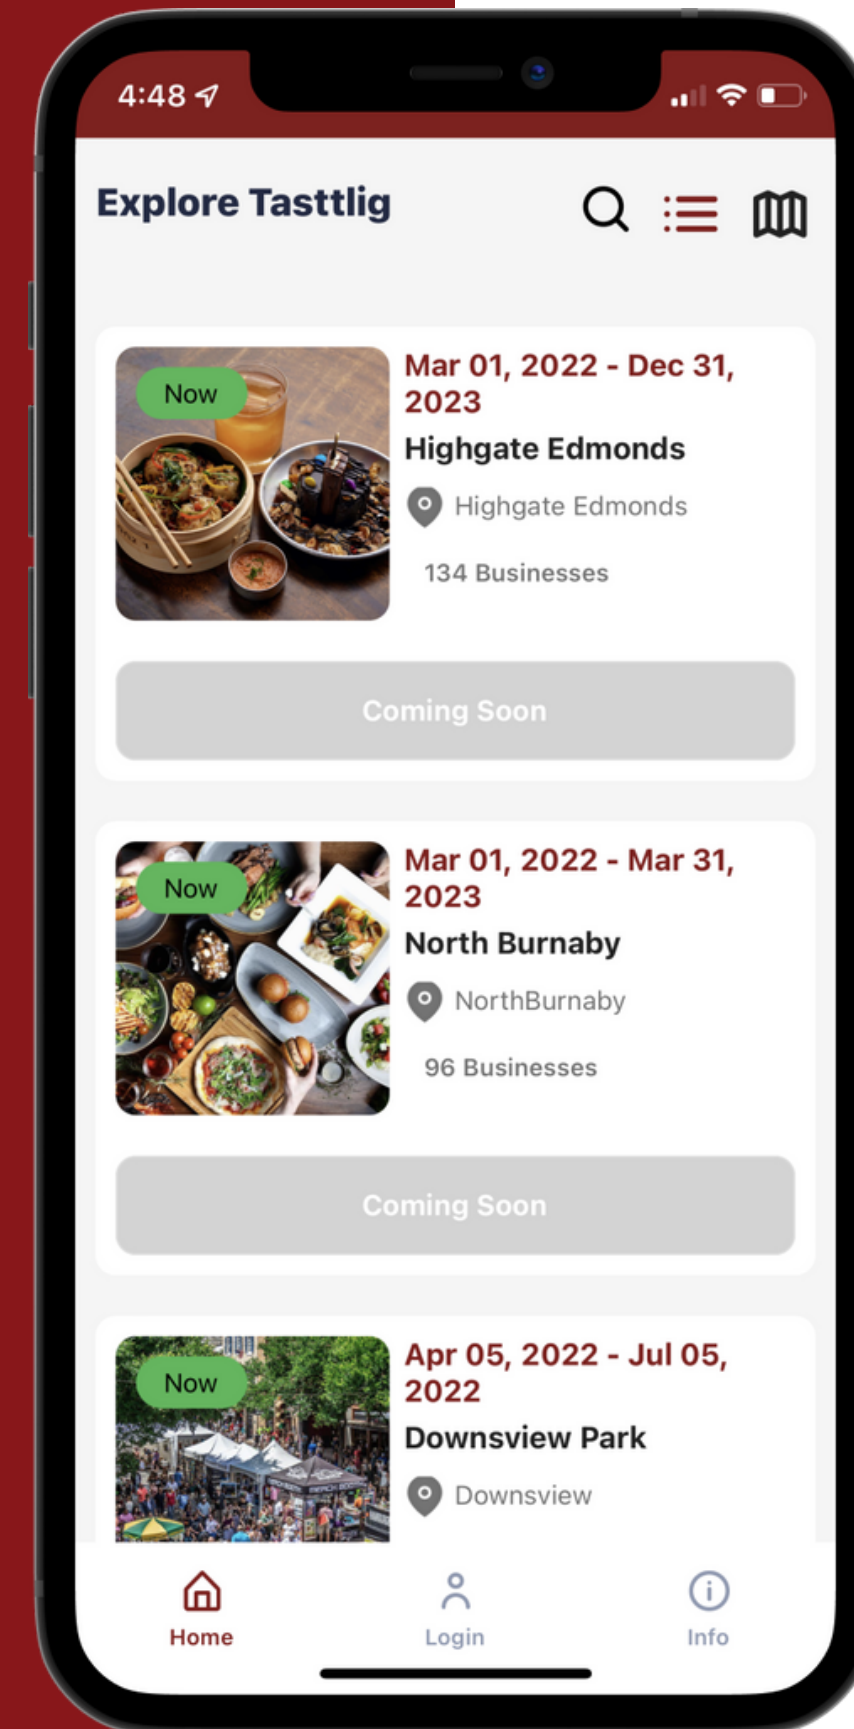 4:48
Explore Tasttlig
Now
Mar 01, 2022 - Dec 31,
2023
Highgate Edmonds
Highgate Edmonds
134 Businesses
Coming Soon
Now
Mar 01, 2022 - Mar 31,
2023
North Burnaby
NorthBurnaby
96 Businesses
Coming Soon
Now
Apr 05, 2022 - Jul 05,
2022
Downsview Park
Downsview
Home
Login
Info